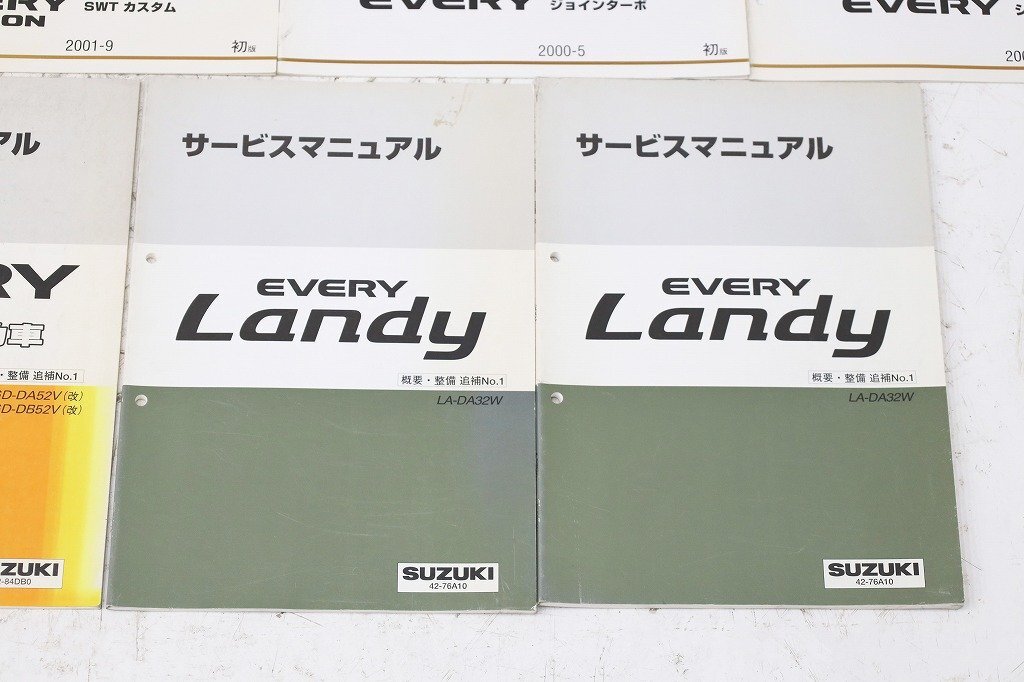 SWT カスタム
2001-9
初版
EVERY
ジョインターボ
2000-5
初版
EVERY
サービスマニュアル
EVERY
Landy
概要・整備 追補No.1
LA-DA32W
SUZUKI
42-76A10
サービスマニュアル
EVERY
Landy
概要・整備 追補No.1
LA-DA32W
SUZUKI
42-76A10